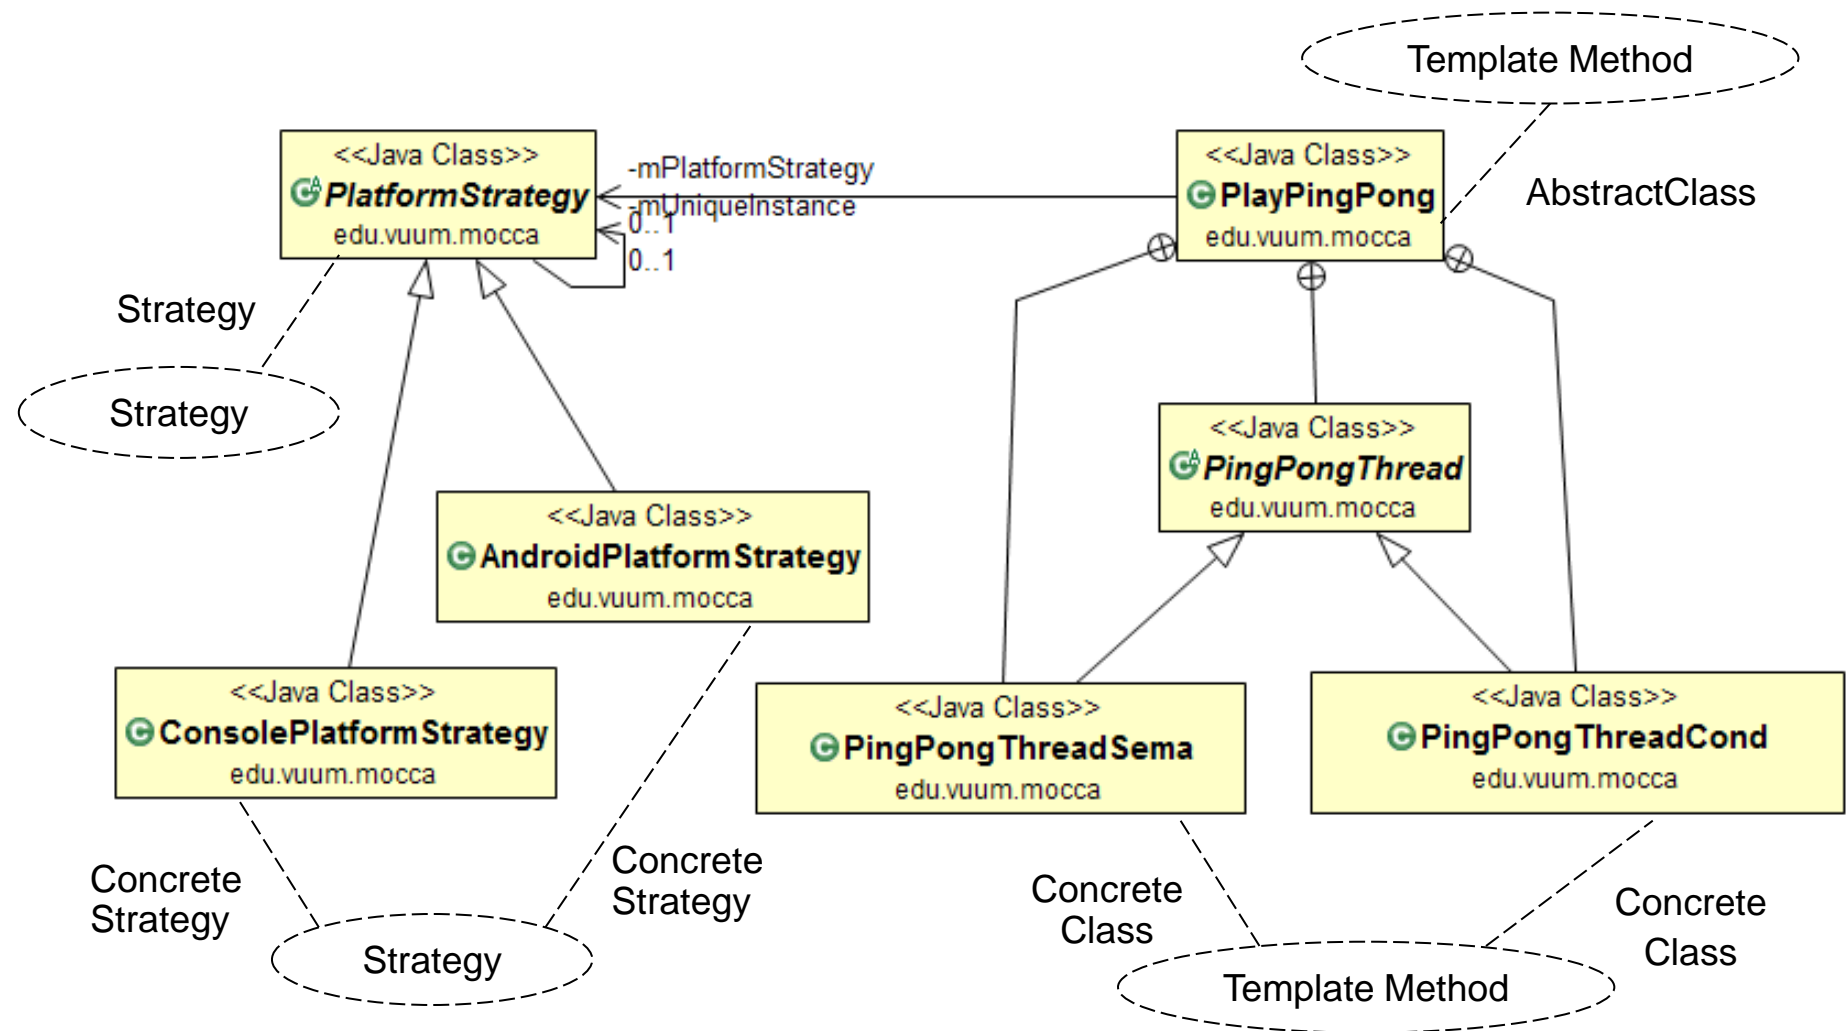 Template Method
<<Java Class>>
PlatformStrategy
edu.vuum.mocca
-mPlatformStrategy
-mUniqueInstance
0..1
0..1
<<Java Class>>
PlayPingPong
edu.vuum.mocca
AbstractClass
Strategy
Strategy
<<Java Class>>
PingPongThread
edu.vuum.mocca
<<Java Class>>
AndroidPlatformStrategy
edu.vuum.mocca
<<Java Class>>
ConsolePlatformStrategy
edu.vuum.mocca
<<Java Class>>
PingPongThreadSema
edu.vuum.mocca
<<Java Class>>
PingPongThreadCond
edu.vuum.mocca
Concrete
Strategy
Concrete
Strategy
Strategy
Concrete
Class
Concrete
Class
Template Method